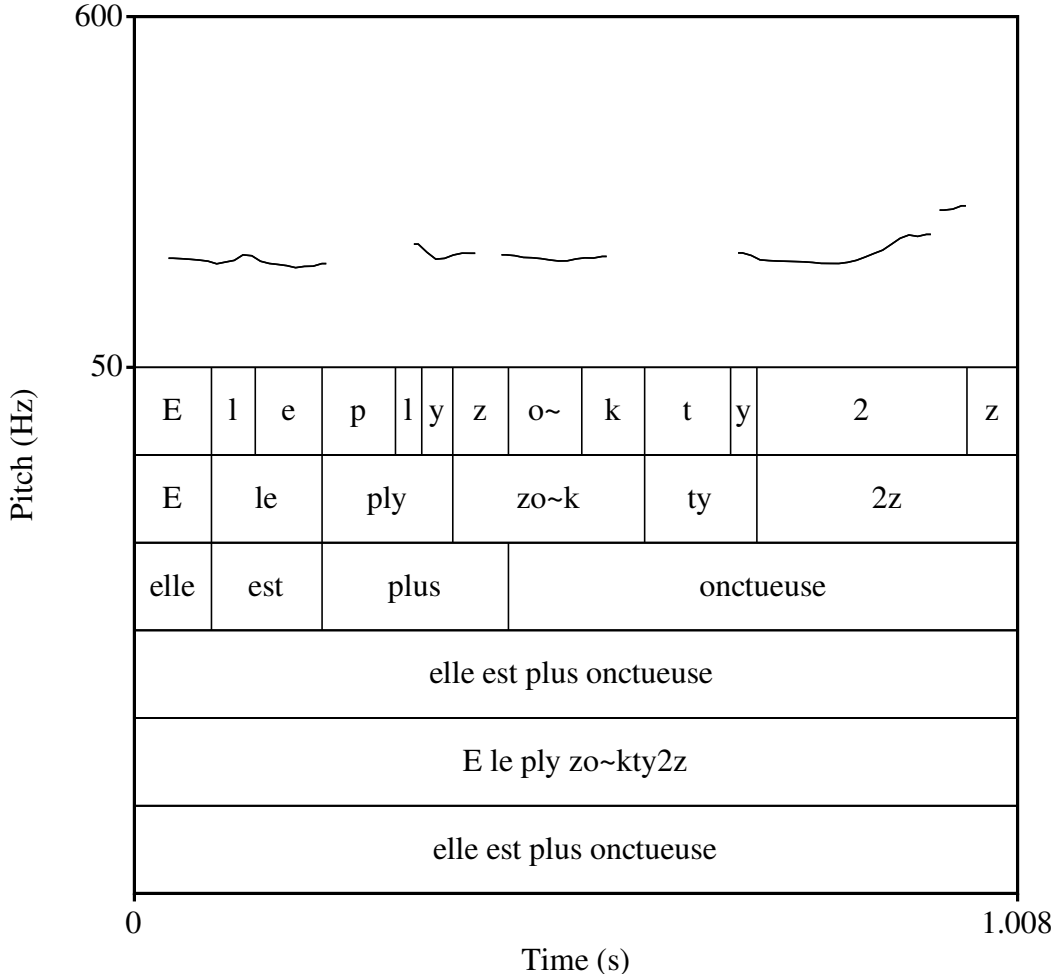 600
50
Pitch (Hz)
E l e p l y z o~ k t y 2 z
E le ply zo~k ty 2z
elle est plus onctueuse
elle est plus onctueuse
E le ply zo~kty2z
elle est plus onctueuse
0 1.008
Time (s)